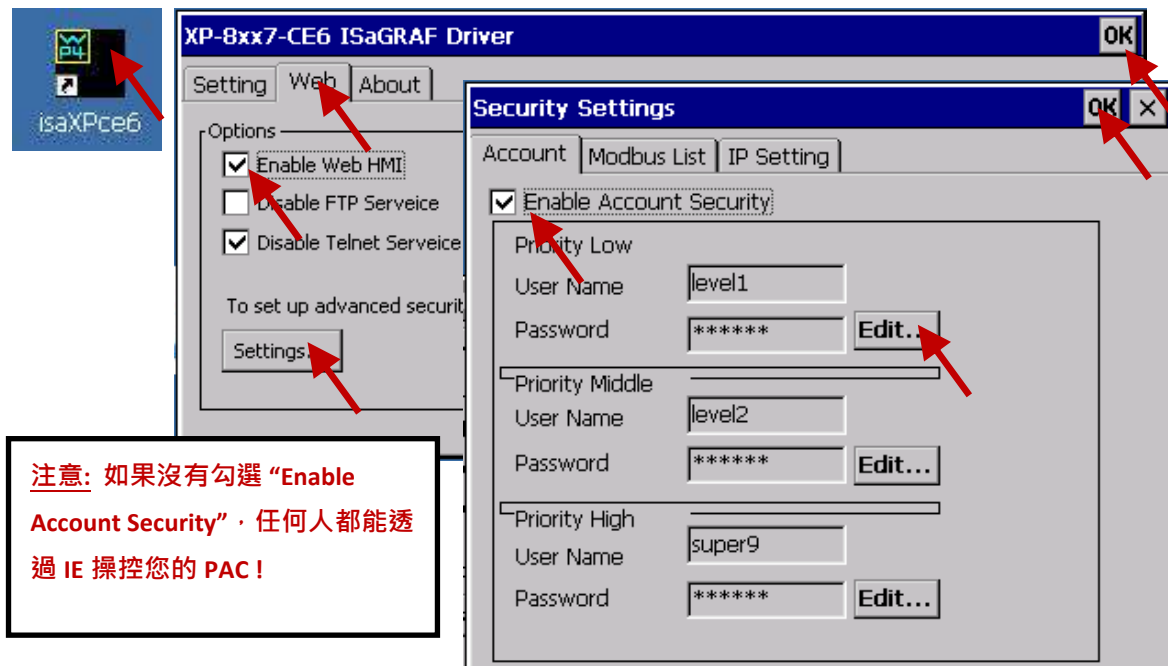 isaXPce6
XP-8xx7-CE6 ISaGRAF Driver
OK
Setting Web About
Options
Enable Web HMI
Disable FTP Serveice
Disable Telnet Serveice
To set up advanced securit
Settings..
Security Settings
OK
Account Modbus List IP Setting
Enable Account Security
Priority Low
User Name level1
Password ****** Edit...
Priority Middle
User Name level2
Password ****** Edit...
Priority High
User Name super9
Password ****** Edit...
注意: 如果沒有勾選 “Enable
Account Security”，任何人都能透
過 IE 操控您的 PAC !